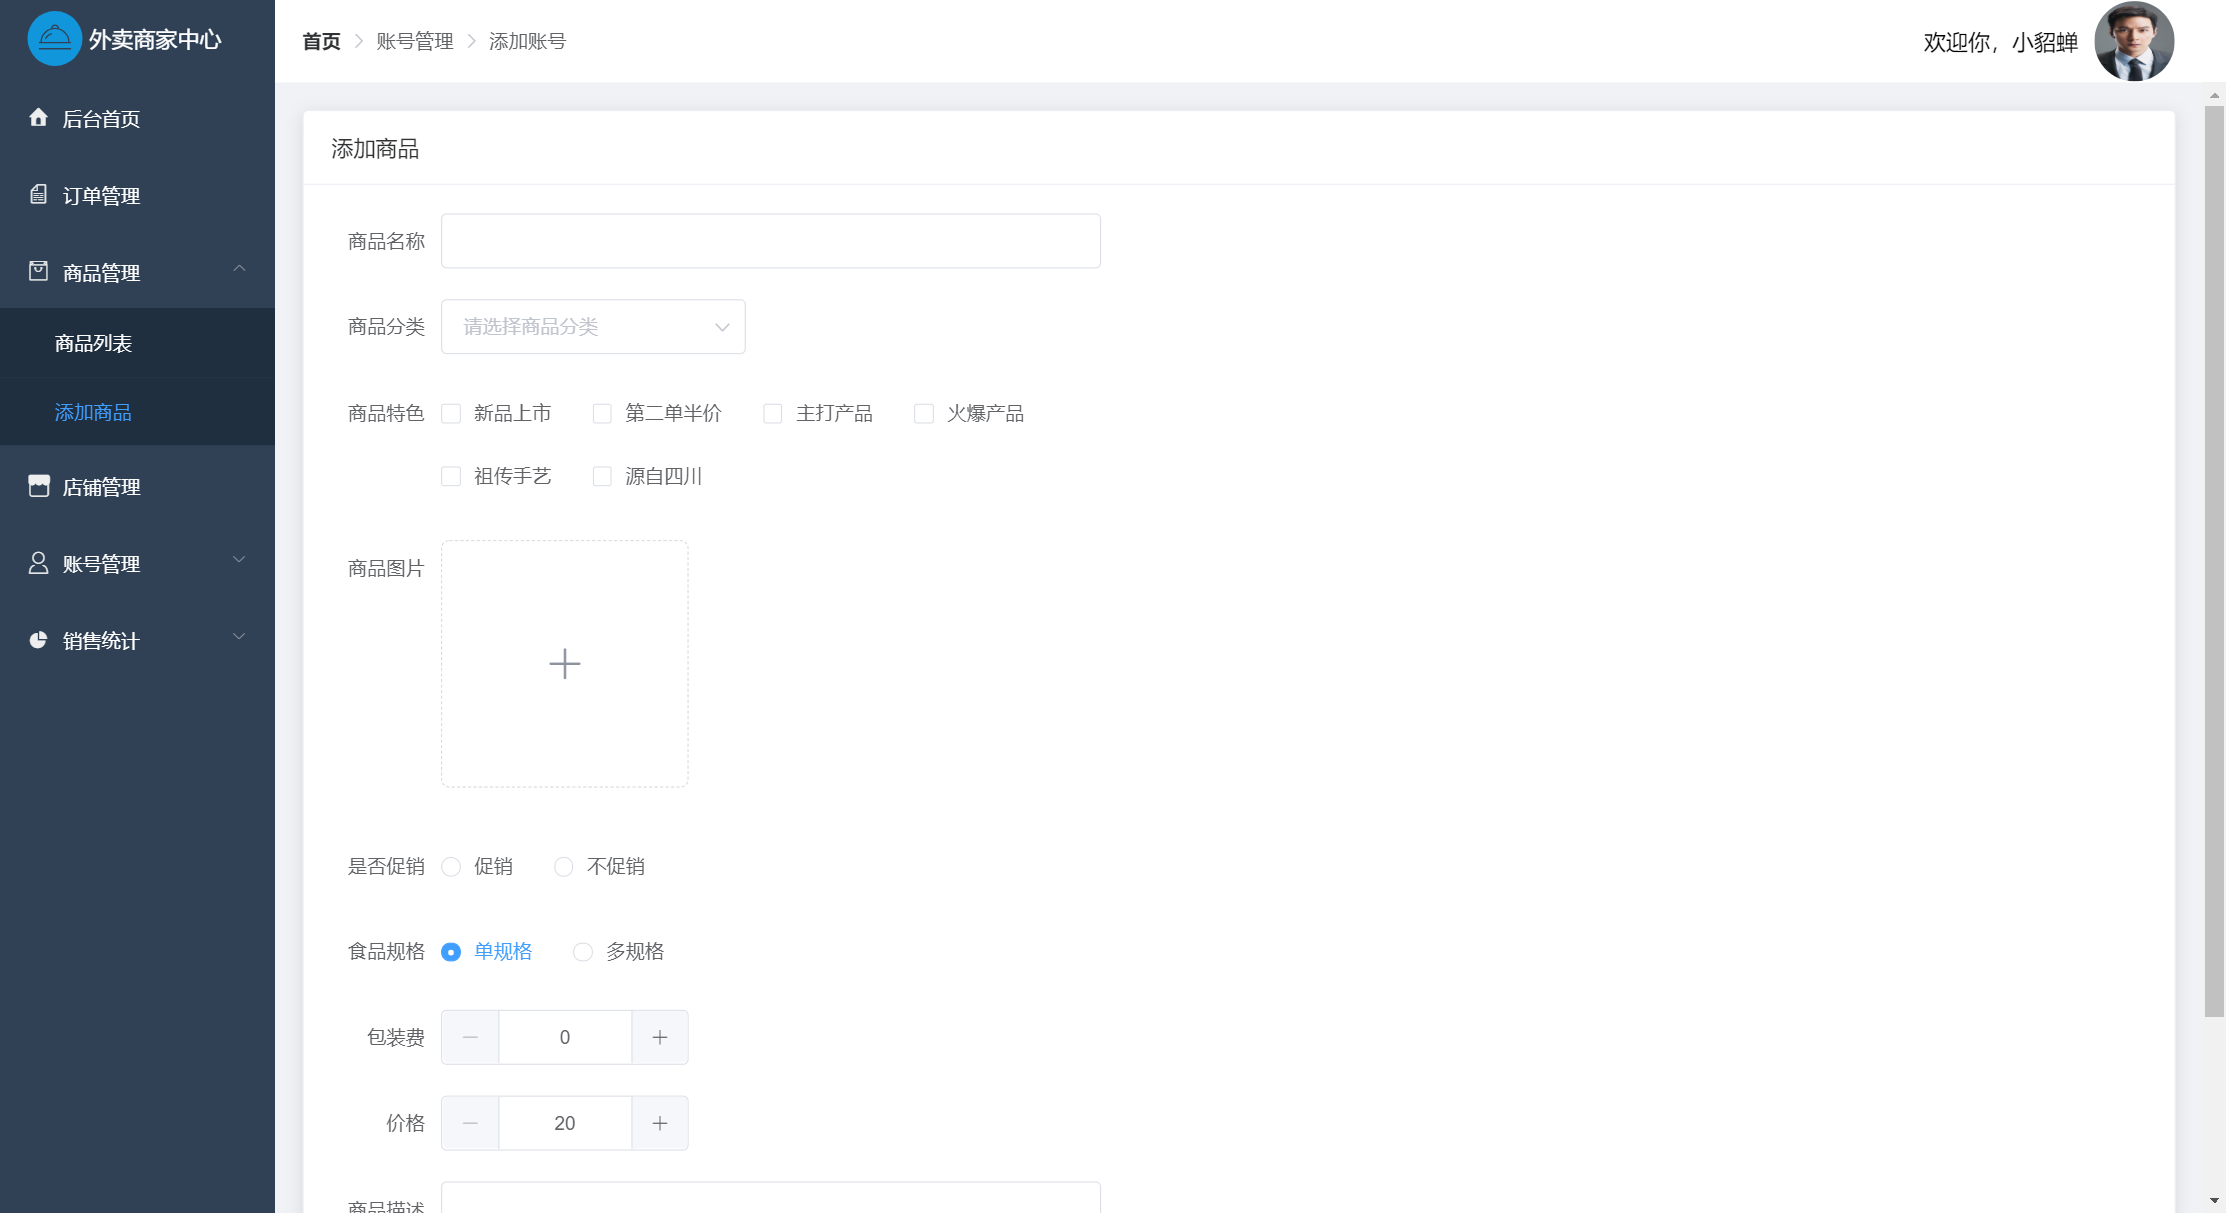 外卖商家中心
首页 > 账号管理 > 添加账号
欢迎你，小貂蝉
后台首页
订单管理
商品管理
商品列表
添加商品
店铺管理
账号管理
销售统计
添加商品
商品名称
商品分类 请选择商品分类
商品特色 新品上市 第二单半价 主打产品 火爆产品
祖传手艺 源自四川
商品图片
是否促销 促销 不促销
食品规格 单规格 多规格
包装费 0
价格 20
商品描述